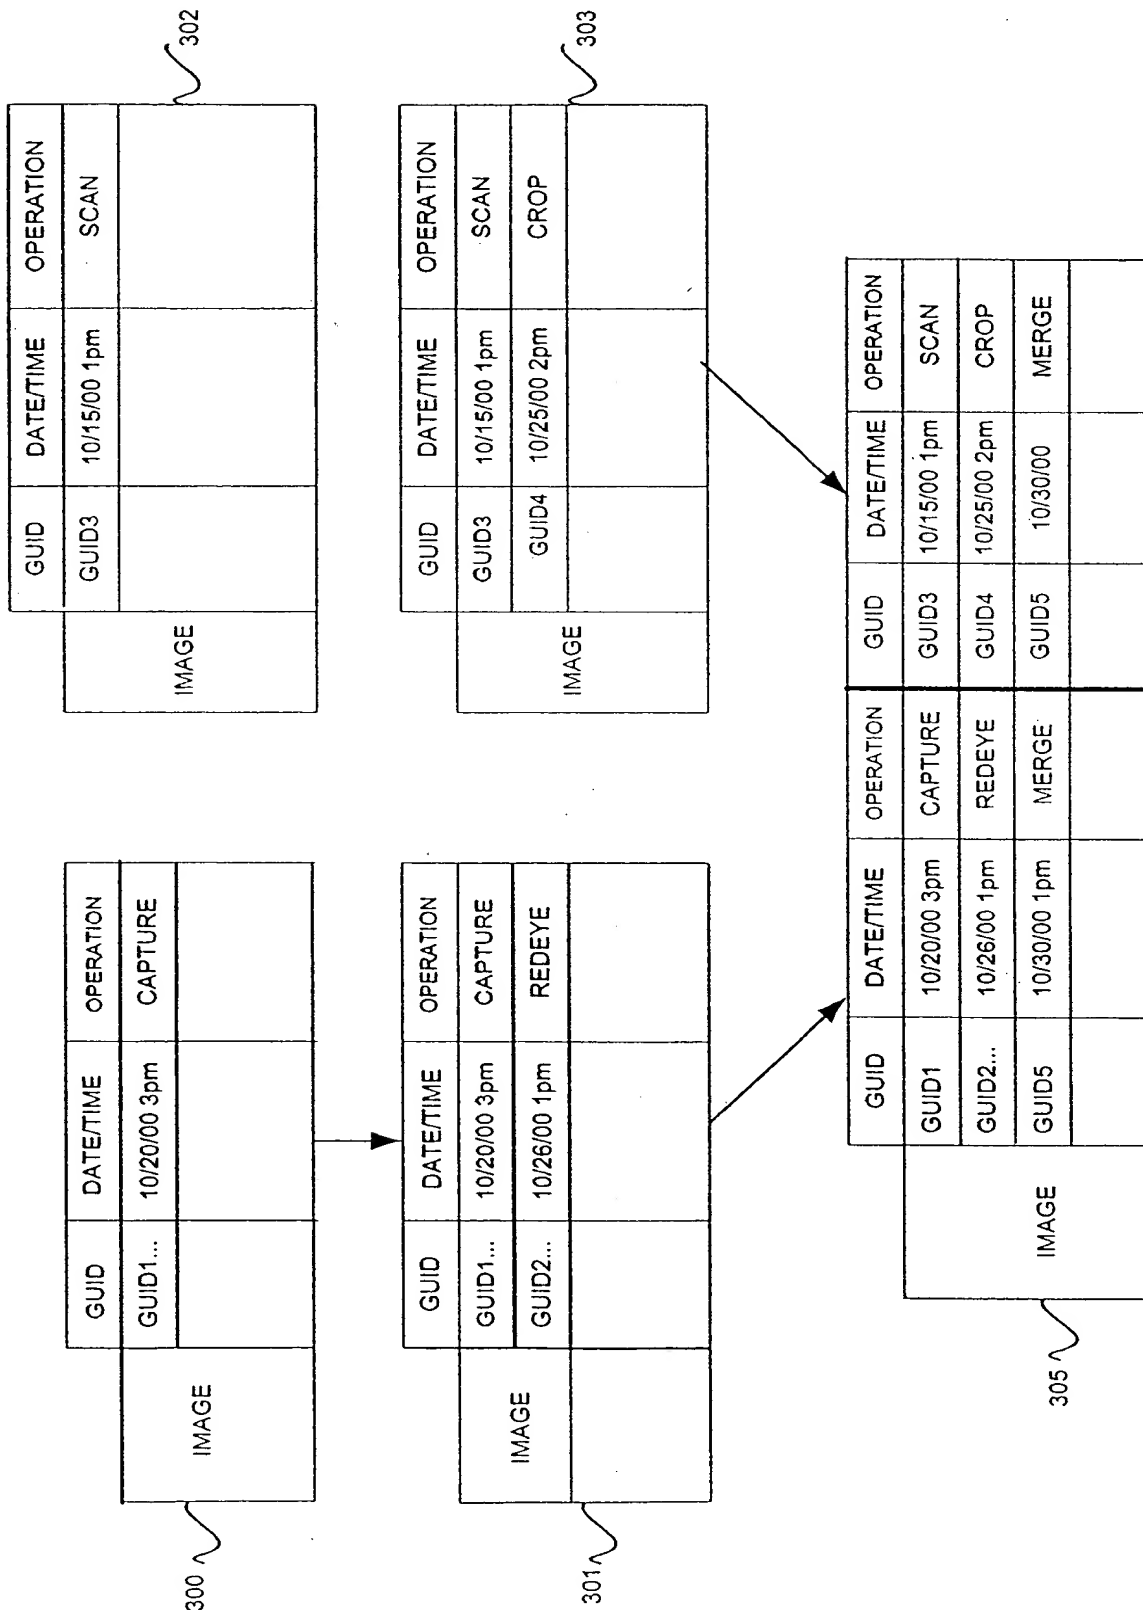 GUID DATE/TIME OPERATION
IMAGE GUID1... 10/20/00 3pm CAPTURE
300
GUID DATE/TIME OPERATION
IMAGE GUID3 10/15/00 1pm SCAN
302
GUID DATE/TIME OPERATION
IMAGE GUID1... 10/20/00 3pm CAPTURE
GUID2... 10/26/00 1pm REDEYE
301
GUID DATE/TIME OPERATION
IMAGE GUID3 10/15/00 1pm SCAN
GUID4 10/25/00 2pm CROP
303
GUID DATE/TIME OPERATION GUID DATE/TIME OPERATION
GUID1 10/20/00 3pm CAPTURE GUID3 10/15/00 1pm SCAN
GUID2... 10/26/00 1pm REDEYE GUID4 10/25/00 2pm CROP
GUID5 10/30/00 1pm MERGE GUID5 10/30/00 MERGE
IMAGE
305